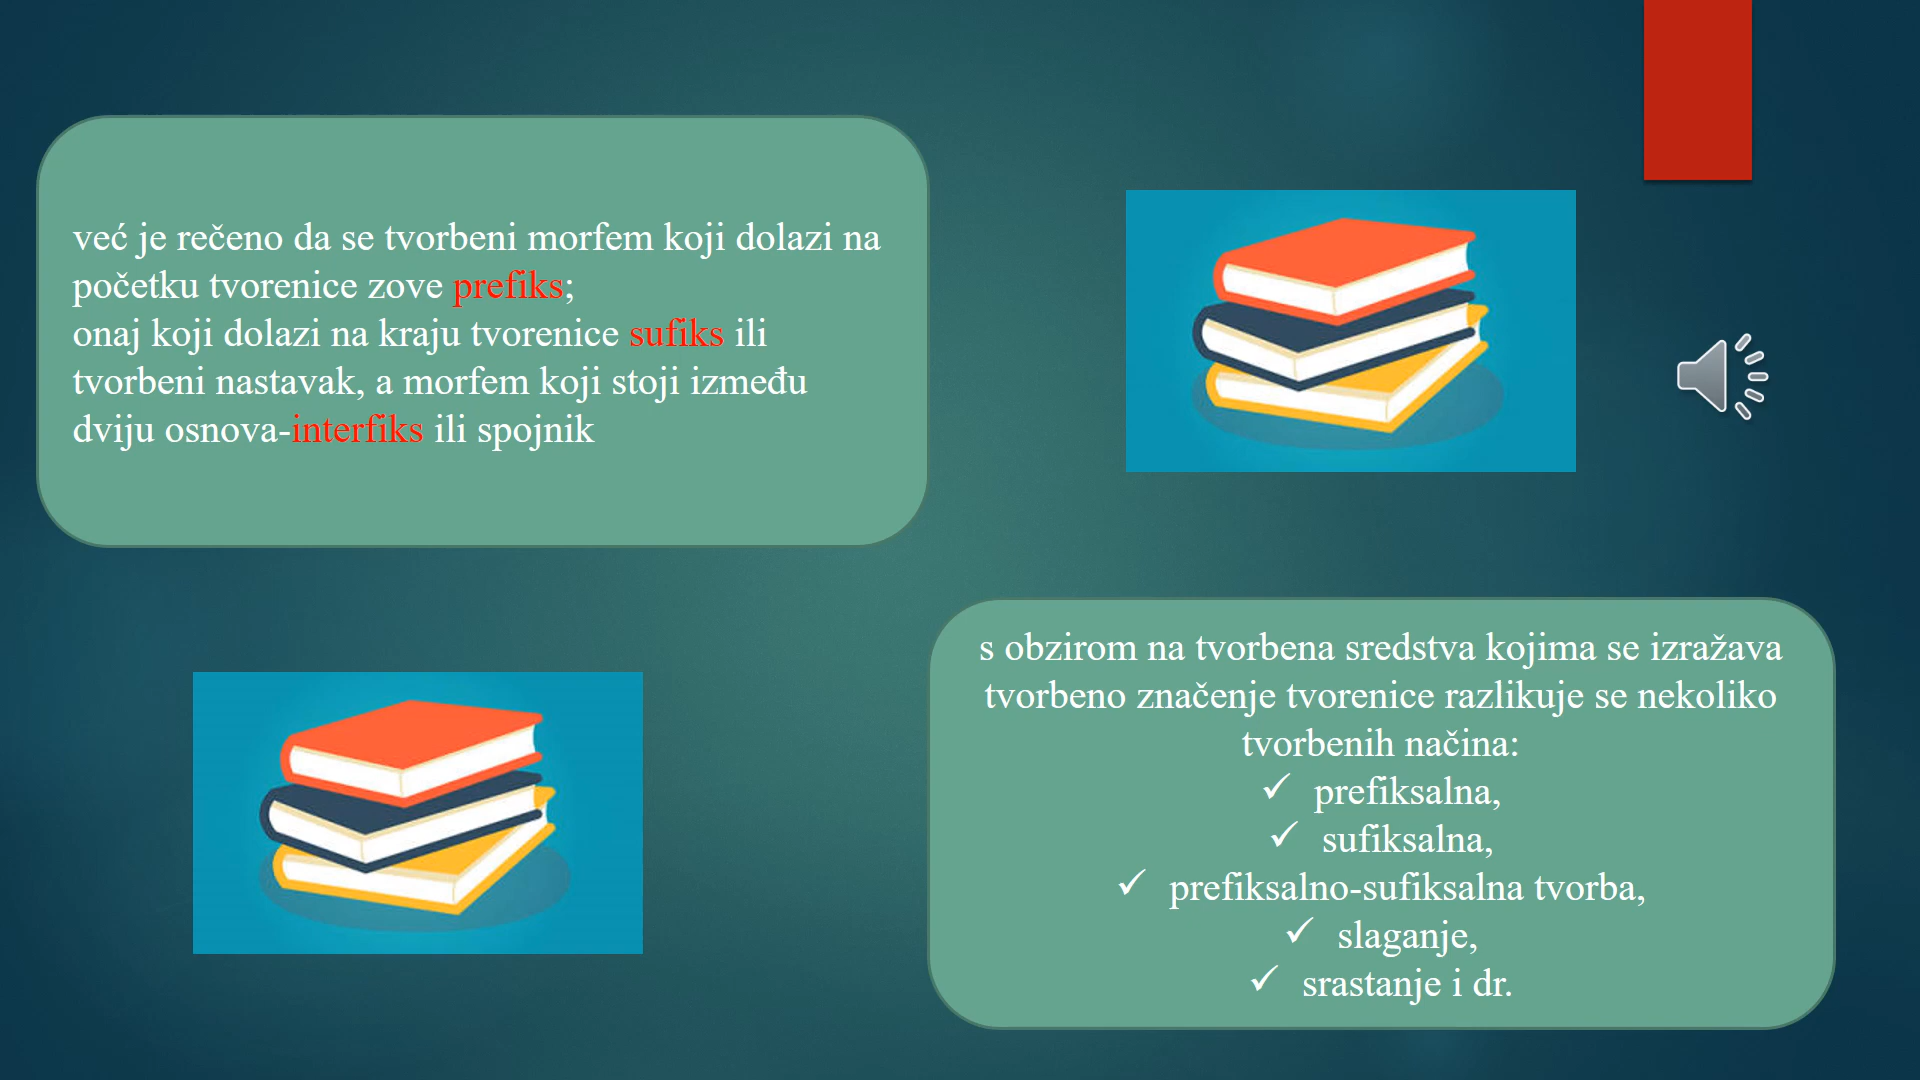 već je rečeno da se tvorbeni morfem koji dolazi na
početku tvorenice zove prefiks;
onaj koji dolazi na kraju tvorenice sufiks ili
tvorbeni nastavak, a morfem koji stoji između
dviju osnova-interfiks ili spojnik
s obzirom na tvorbena sredstva kojima se izražava
tvorbeno značenje tvorenice razlikuje se nekoliko
tvorbenih načina:
✓ prefiksalna,
✓ sufiksalna,
✓ prefiksalno-sufiksalna tvorba,
✓ slaganje,
✓ srastanje i dr.